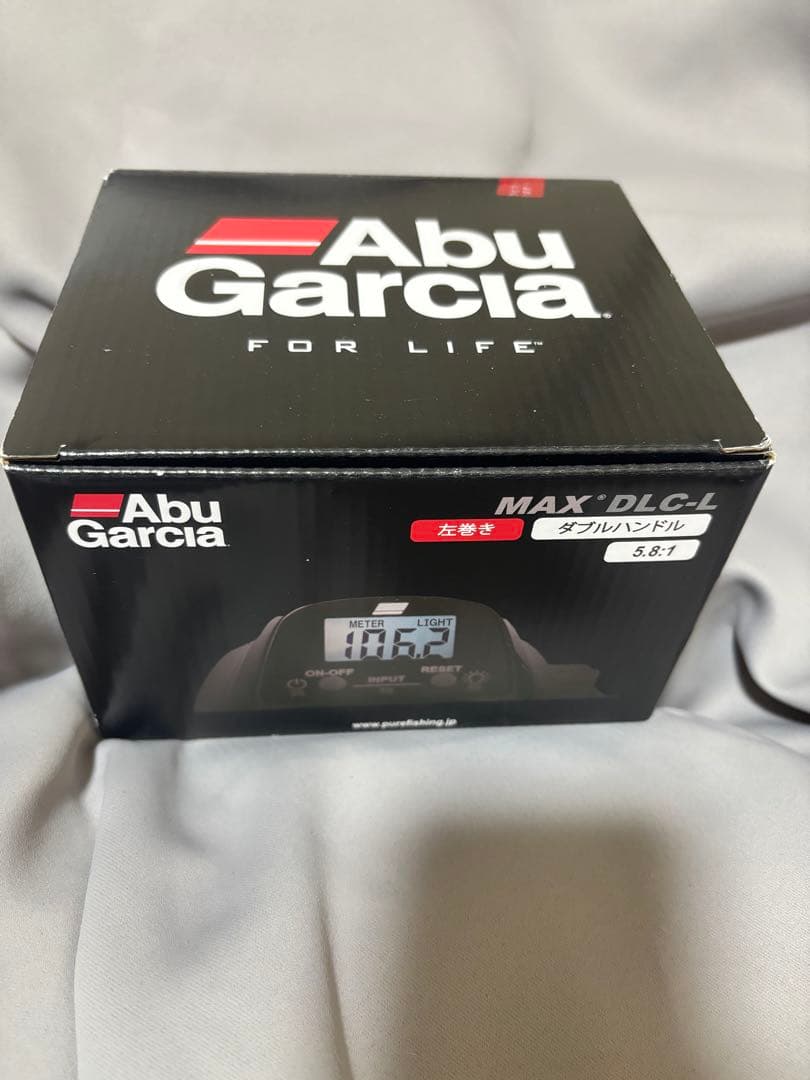 Abu
Garcia®
FOR LIFE™
Abu
Garcia
MAX® DLC-L
左巻き ダブルハンドル
5.8:1
METER LIGHT
106.2
ON-OFF RESET
INPUT
www.purefishing.jp